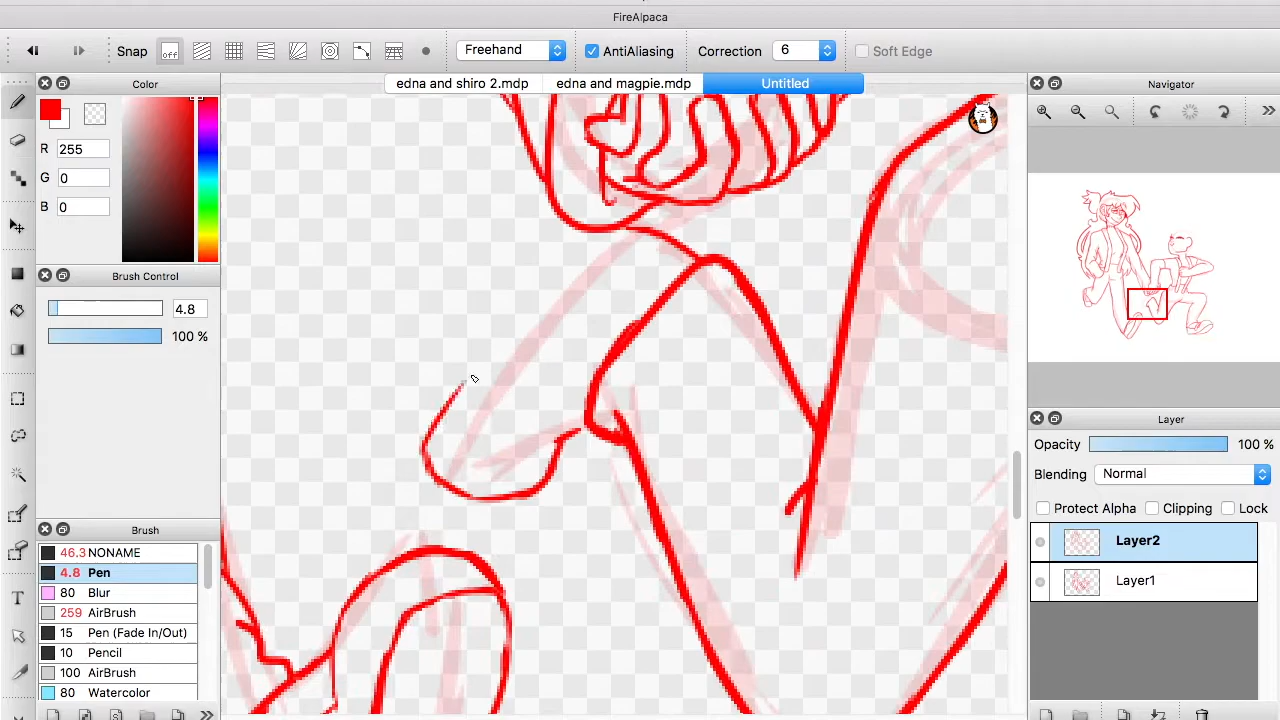 FireAlpaca
Snap off Freehand AntiAliasing Correction 6 Soft Edge
Color edna and shiro 2.mdp edna and magpie.mdp Untitled Navigator
R 255
G 0
B 0
Brush Control
4.8
100 %
Brush
46.3 NONAME
4.8 Pen
80 Blur
259 AirBrush
15 Pen (Fade In/Out)
10 Pencil
100 AirBrush
80 Watercolor
Layer
Opacity 100 %
Blending Normal
Protect Alpha Clipping Lock
Layer2
Layer1